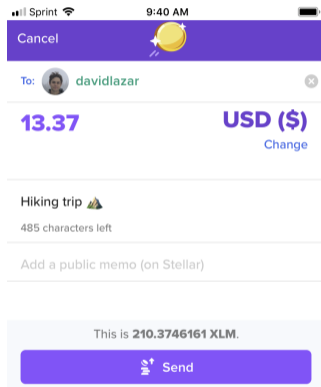 Sprint 9:40 AM
Cancel
To: davidlazar
13.37 USD ($)
Change
Hiking trip
485 characters left
Add a public memo (on Stellar)
This is 210.3746161 XLM.
Send